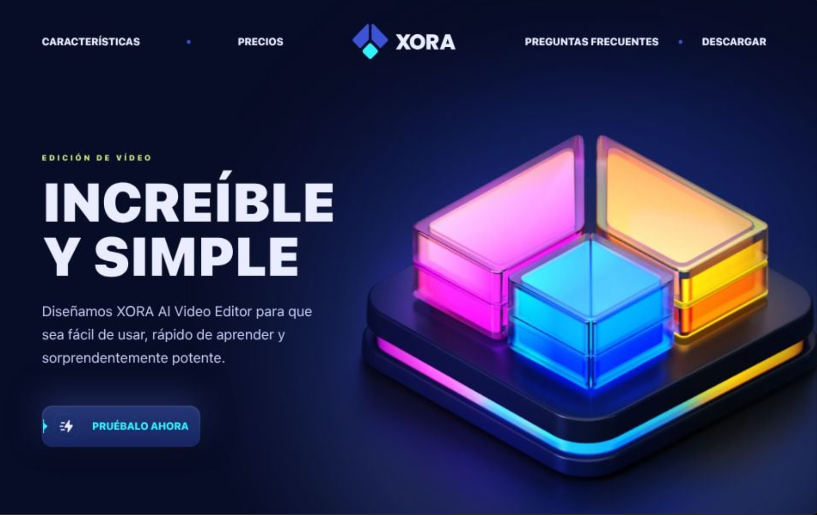 CARACTERÍSTICAS
PRECIOS
XORA
PREGUNTAS FRECUENTES
DESCARGAR
EDICIÓN DE VÍDEO
INCREÍBLE
Y SIMPLE
Diseñamos XORA AI Video Editor para que
sea fácil de usar, rápido de aprender y
sorprendentemente potente.
PRUÉBALO AHORA